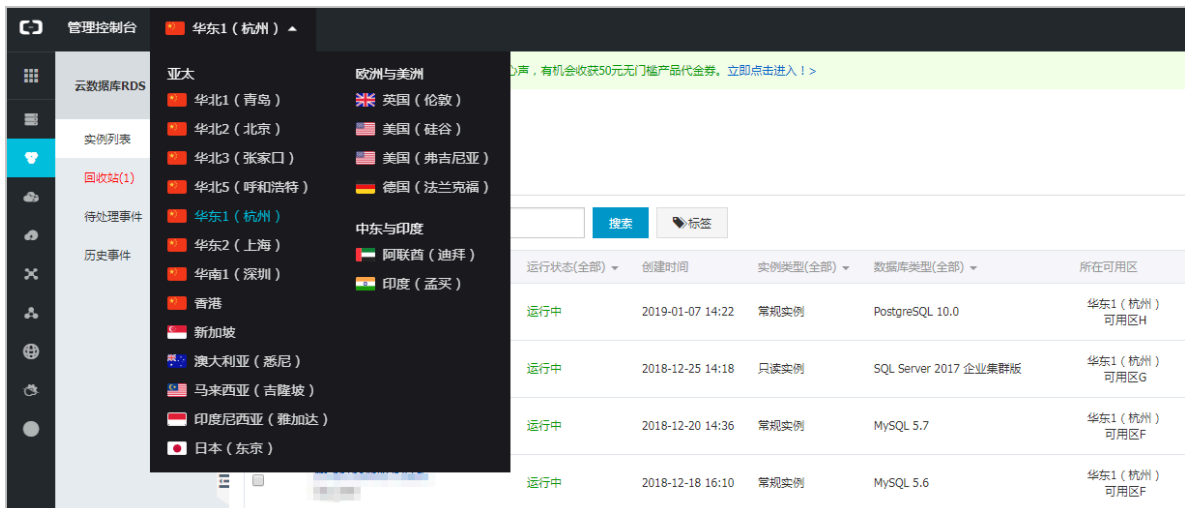 管理控制台
华东1 ( 杭州 )
亚太
华北1 ( 青岛 )
华北2 ( 北京 )
华北3 ( 张家口 )
华北5 ( 呼和浩特 )
华东1 ( 杭州 )
华东2 ( 上海 )
华南1 ( 深圳 )
香港
新加坡
澳大利亚 ( 悉尼 )
马来西亚 ( 吉隆坡 )
印度尼西亚 ( 雅加达 )
日本 ( 东京 )
欧洲与美洲
英国 ( 伦敦 )
美国 ( 硅谷 )
美国 ( 弗吉尼亚 )
德国 ( 法兰克福 )
中东与印度
阿联酋 ( 迪拜 )
印度 ( 孟买 )
云数据库RDS
实例列表
回收站(1)
待处理事件
历史事件
心声，有机会收获50元无门槛产品代金券。立即点击进入！>
搜索 标签
运行状态(全部) 创建时间 实例类型(全部) 数据库类型(全部) 所在可用区
运行中 2019-01-07 14:22 常规实例 PostgreSQL 10.0 华东1 ( 杭州 )
可用区H
运行中 2018-12-25 14:18 只读实例 SQL Server 2017 企业集群版 华东1 ( 杭州 )
可用区G
运行中 2018-12-20 14:36 常规实例 MySQL 5.7 华东1 ( 杭州 )
可用区F
运行中 2018-12-18 16:10 常规实例 MySQL 5.6 华东1 ( 杭州 )
可用区F